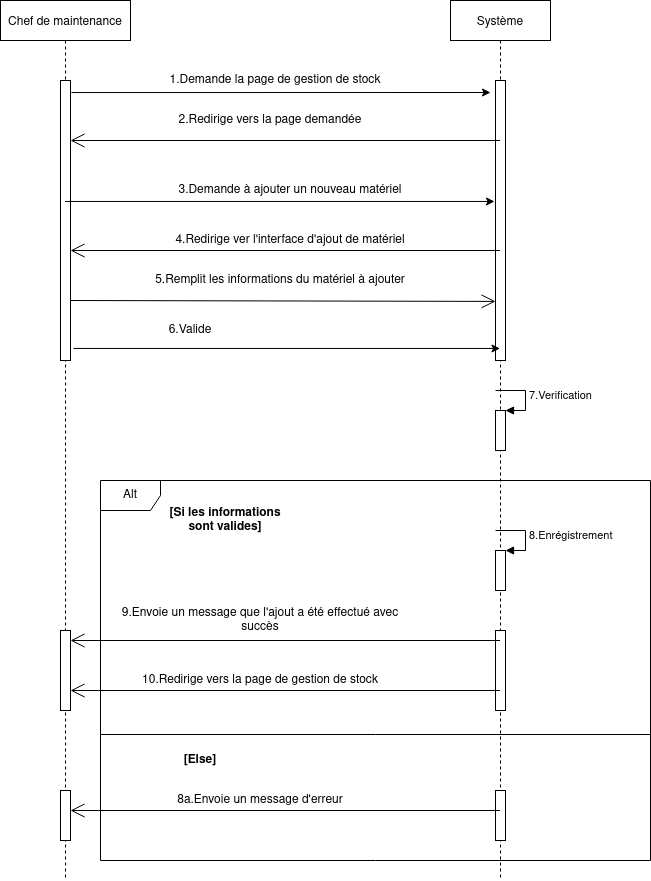 Chef de maintenance
Système
1.Demande la page de gestion de stock
2.Redirige vers la page demandée
3.Demande à ajouter un nouveau matériel
4.Redirige ver l'interface d'ajout de matériel
5.Remplit les informations du matériel à ajouter
6.Valide
7.Verification
Alt
[Si les informations
sont valides]
8.Enrégistrement
9.Envoie un message que l'ajout a été effectué avec
succès
10.Redirige vers la page de gestion de stock
[Else]
8a.Envoie un message d'erreur